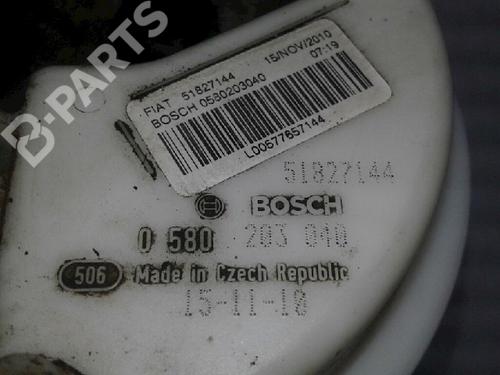 B-PARTS
FIAT 51827144 15/NOV/2010
BOSCH 0580203040 07:19
L00577657144
51827144
BOSCH
0 580 203 040
506 Made in Czech Republic
15-11-10